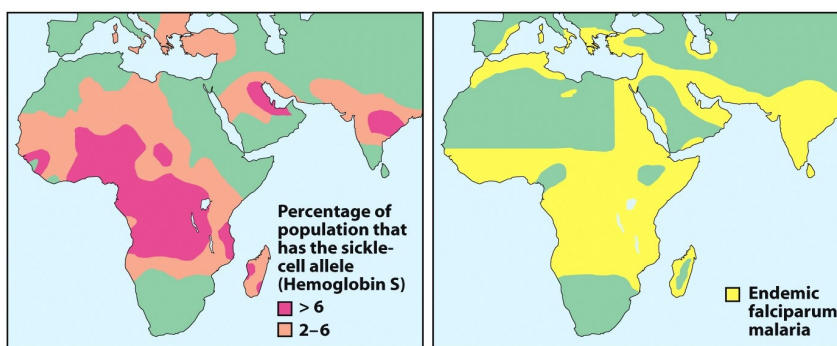 Percentage of
population that
has the sickle-
cell allele
(Hemoglobin S)
> 6
2–6
Endemic
falciparum
malaria